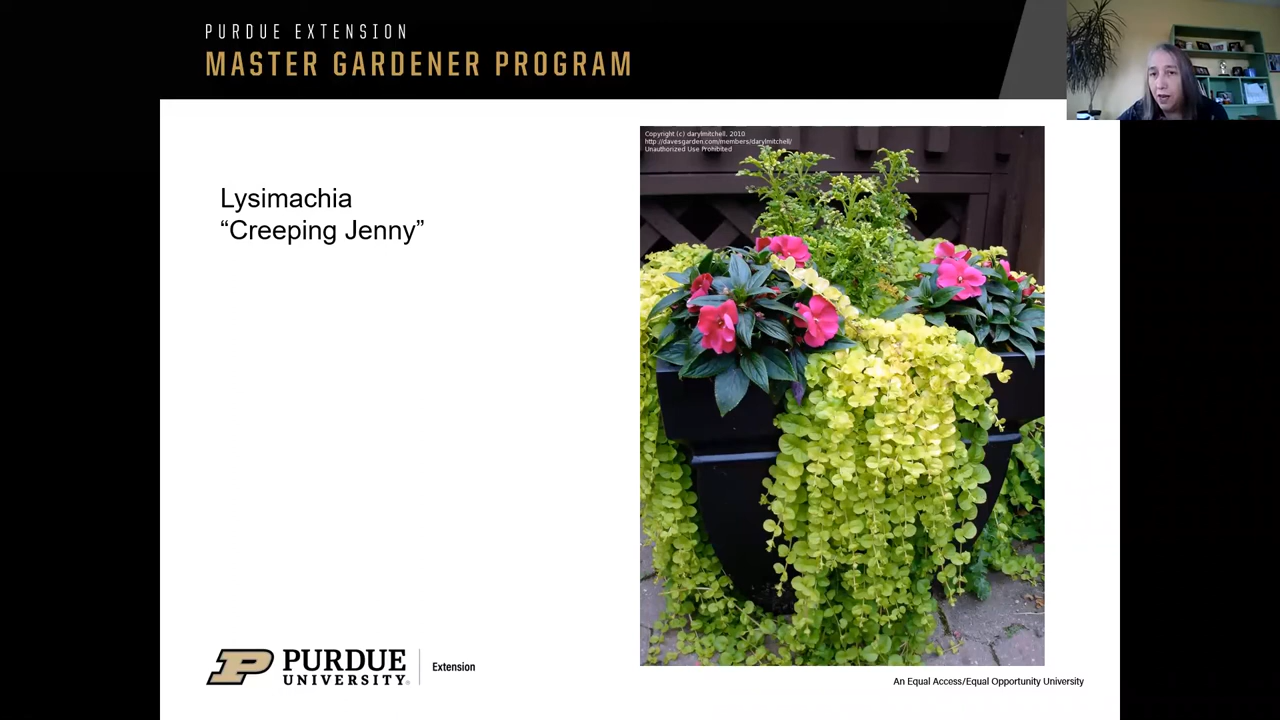 PURDUE EXTENSION
MASTER GARDENER PROGRAM
Lysimachia
“Creeping Jenny”
Copyright (c) darylmitchell, 2010
http://davesgarden.com/members/darylmitchell/
Unauthorized Use Prohibited
P PURDUE UNIVERSITY® Extension
An Equal Access/Equal Opportunity University